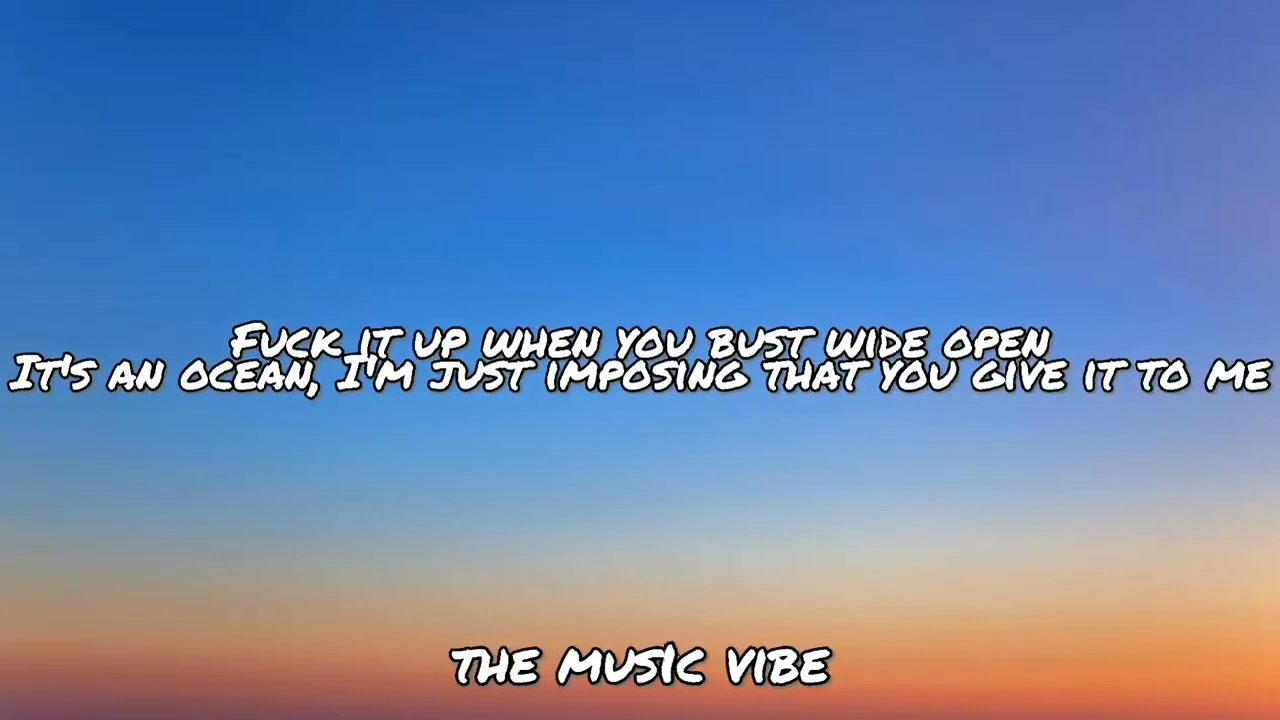 Fuck it up when you bust wide open
It's an ocean, I'm just imposing that you give it to me
THE MUSIC VIBE